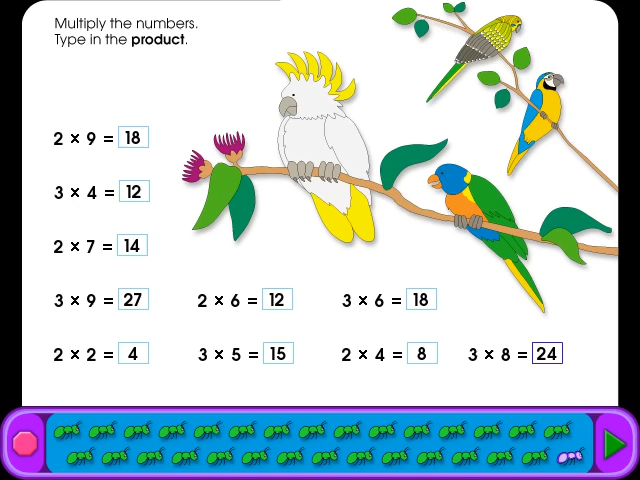 Multiply the numbers.
Type in the product.
2 × 9 = 18
3 × 4 = 12
2 × 7 = 14
3 × 9 = 27 2 × 6 = 12 3 × 6 = 18
2 × 2 = 4 3 × 5 = 15 2 × 4 = 8 3 × 8 = 24